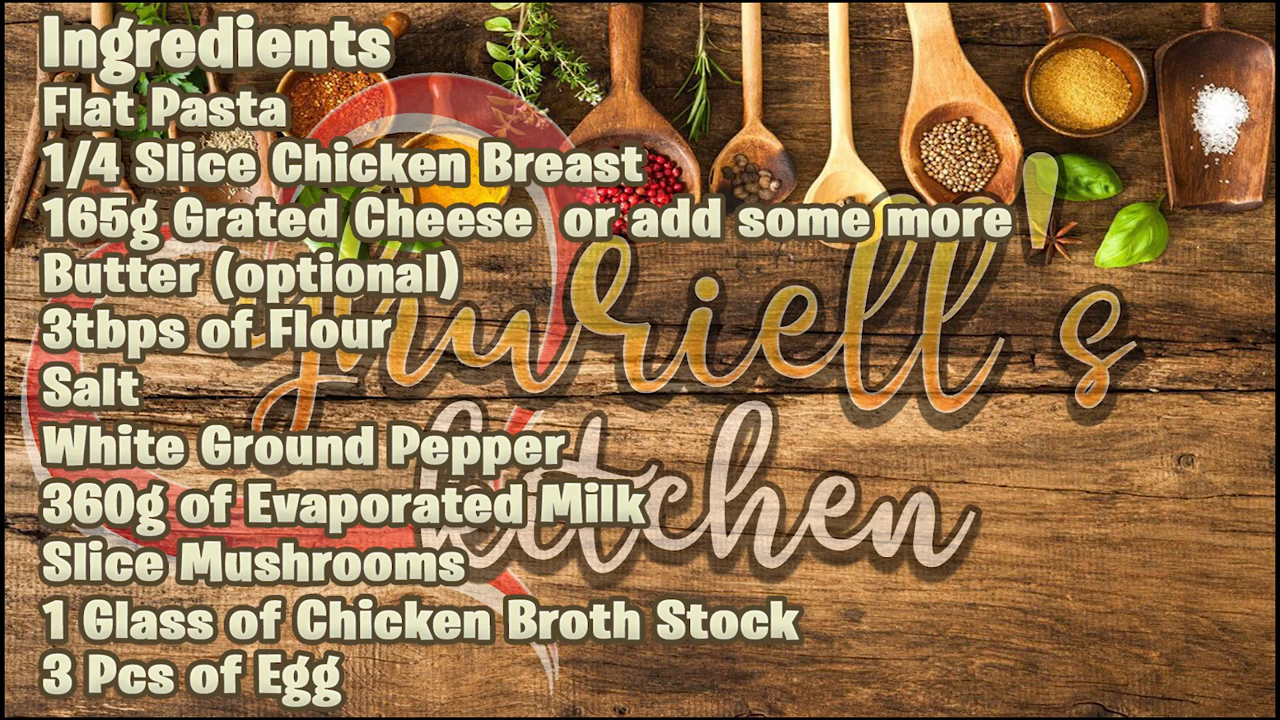 Ingredients
Flat Pasta
1/4 Slice Chicken Breast
165g Grated Cheese or add some more
Butter (optional)
3tbps of Flour
Salt
White Ground Pepper
360g of Evaporated Milk
Slice Mushrooms
1 Glass of Chicken Broth Stock
3 Pcs of Egg
kitchen